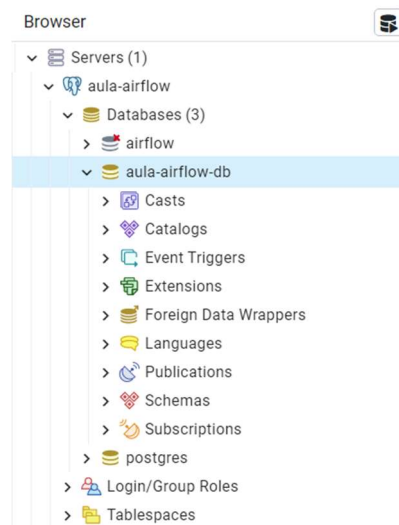 Browser
Servers (1)
aula-airflow
Databases (3)
airflow
aula-airflow-db
Casts
Catalogs
Event Triggers
Extensions
Foreign Data Wrappers
Languages
Publications
Schemas
Subscriptions
postgres
Login/Group Roles
Tablespaces